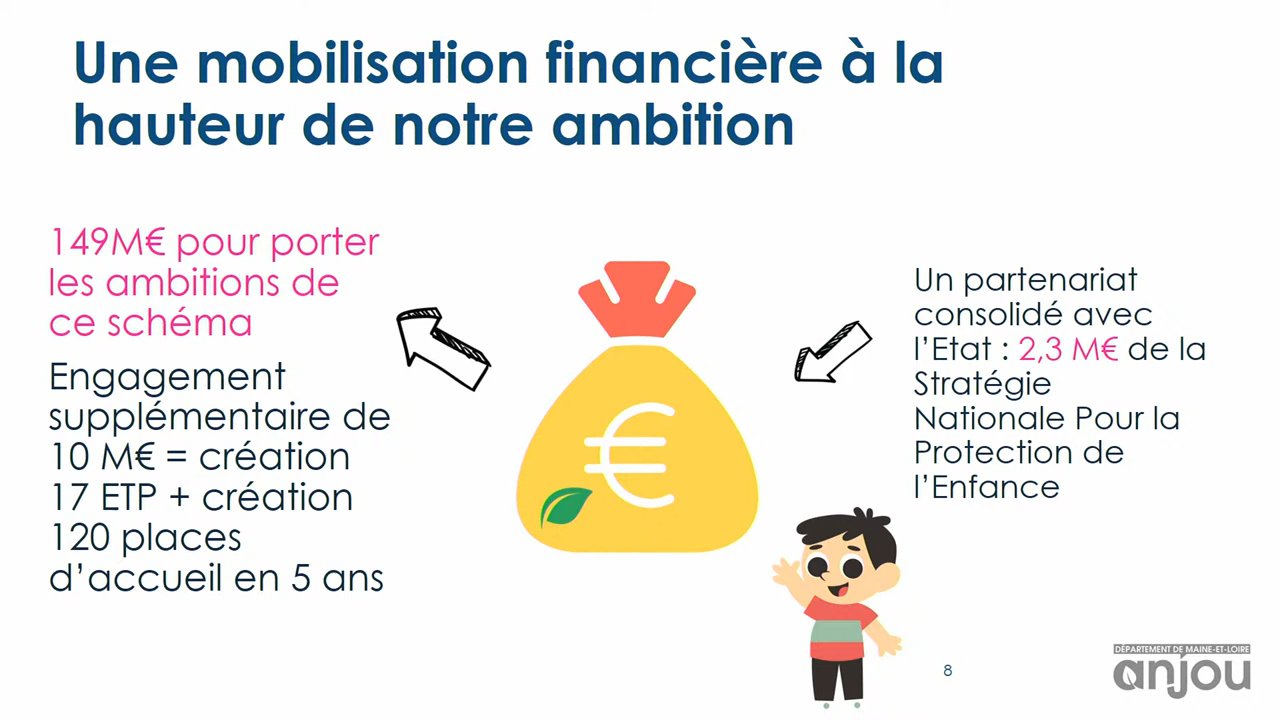 Une mobilisation financière à la
hauteur de notre ambition
149M€ pour porter
les ambitions de
ce schéma
Engagement
supplémentaire de
10 M€ = création
17 ETP + création
120 places
d’accueil en 5 ans
€
Un partenariat
consolidé avec
l’Etat : 2,3 M€ de la
Stratégie
Nationale Pour la
Protection de
l’Enfance
8
DÉPARTEMENT DE MAINE-ET-LOIRE
anjou